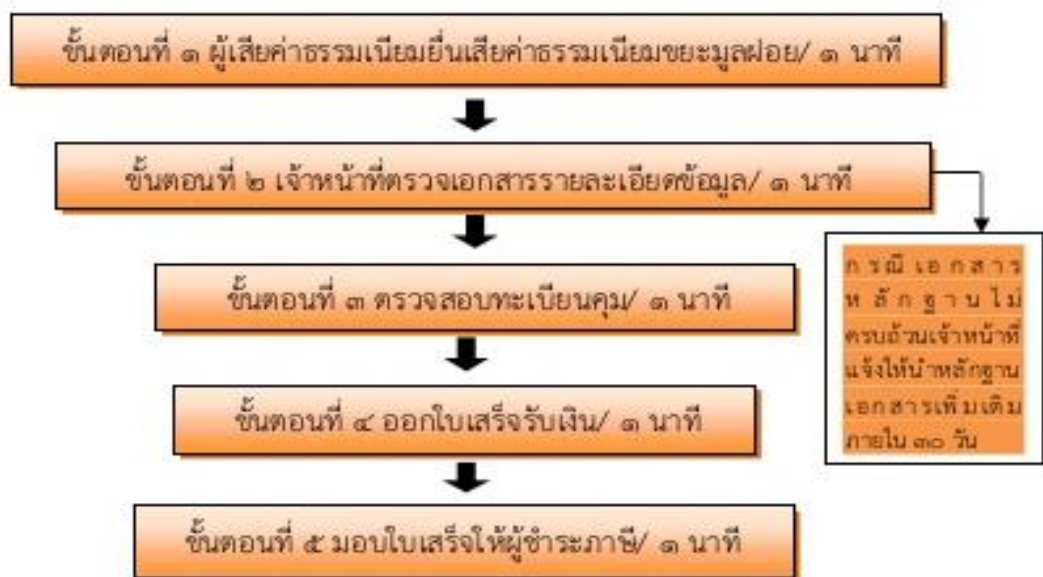 ขั้นตอนที่ ๑ ผู้เสียค่าธรรมเนียมยื่นเสียค่าธรรมเนียมขยะมูลฝอย/ ๑ นาที
ขั้นตอนที่ ๒ เจ้าหน้าที่ตรวจเอกสารรายละเอียดข้อมูล/ ๑ นาที
กรณีเอกสาร
หลักฐานไม่
ครบถ้วนเจ้าหน้าที่
แจ้งให้นำหลักฐาน
เอกสารเพิ่มเติม
ภายใน ๓๐ วัน
ขั้นตอนที่ ๓ ตรวจสอบทะเบียนคุม/ ๑ นาที
ขั้นตอนที่ ๔ ออกใบเสร็จรับเงิน/ ๑ นาที
ขั้นตอนที่ ๕ มอบใบเสร็จให้ผู้ชำระภาษี/ ๑ นาที